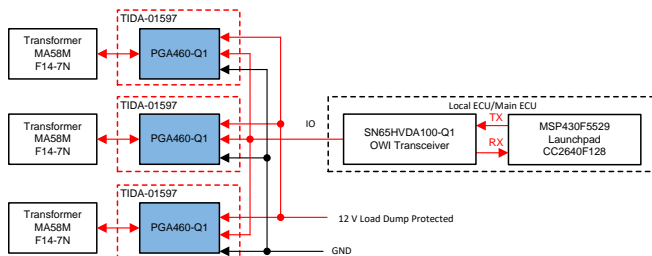 TIDA-01597
Transformer
MA58M
F14-7N
PGA460-Q1
TIDA-01597
Transformer
MA58M
F14-7N
PGA460-Q1
IO
Local ECU/Main ECU
SN65HVDA100-Q1
OWI Transceiver
TX
RX
MSP430F5529
Launchpad
CC2640F128
TIDA-01597
Transformer
MA58M
F14-7N
PGA460-Q1
12 V Load Dump Protected
GND